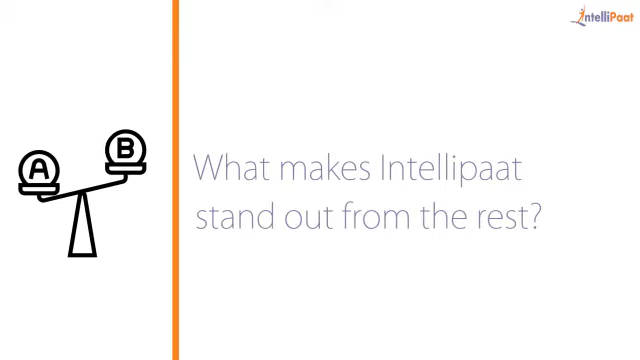 IntelliPaat
A
B
What makes Intellipaat
stand out from the rest?